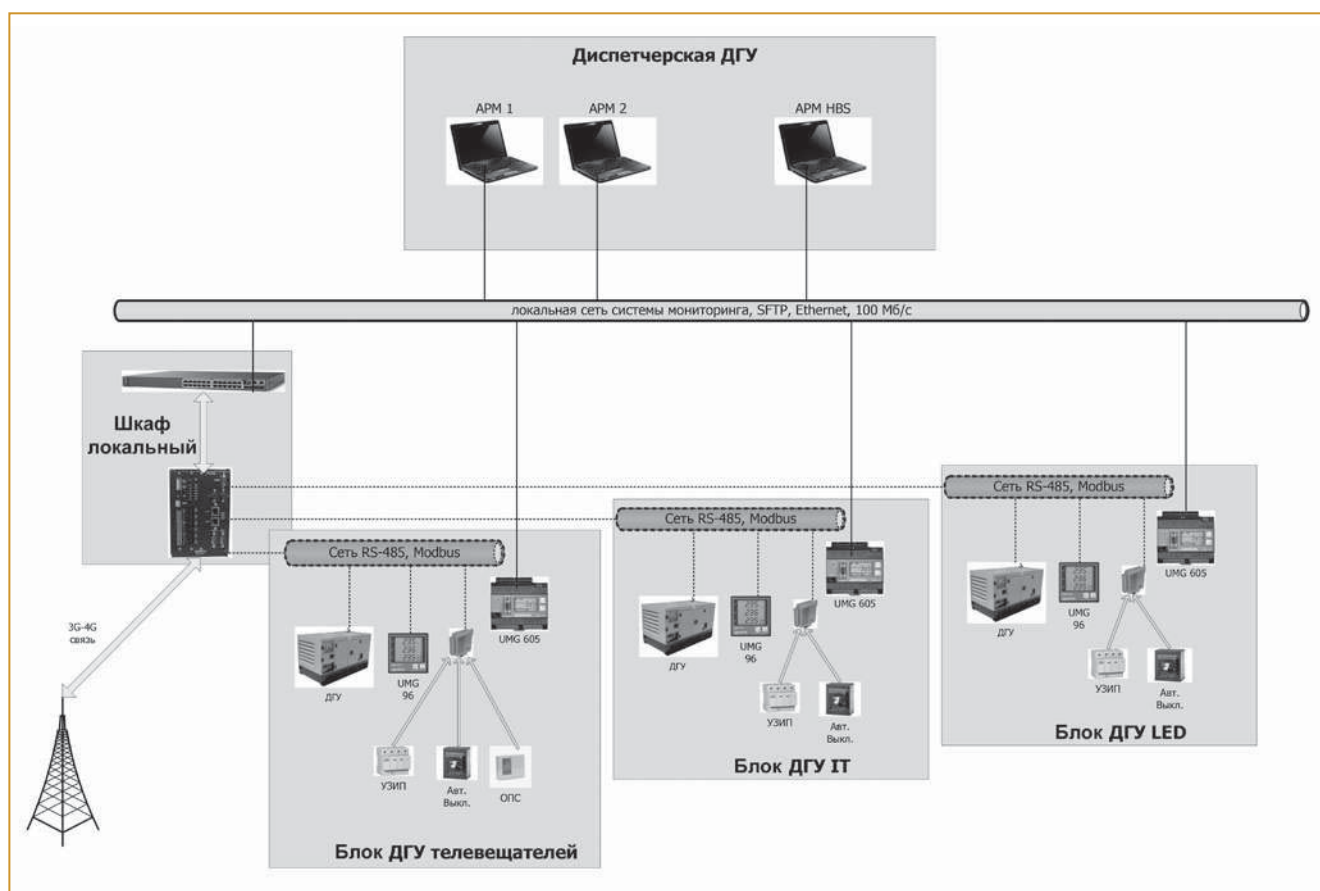 Диспетчерская ДГУ
АРМ 1
АРМ 2
АРМ HBS
локальная сеть системы мониторинга, SFTP, Ethernet, 100 Мб/с
Шкаф
локальный
3G-4G
связь
Сеть RS-485, Modbus
ДГУ
UMG
96
UMG 605
УЗИП
Авт.
Выкл.
ОПС
Блок ДГУ телевещателей
Сеть RS-485, Modbus
ДГУ
UMG
96
UMG 605
УЗИП
Авт.
Выкл.
Блок ДГУ IT
Сеть RS-485, Modbus
ДГУ
UMG
96
UMG 605
УЗИП
Авт.
Выкл.
Блок ДГУ LED